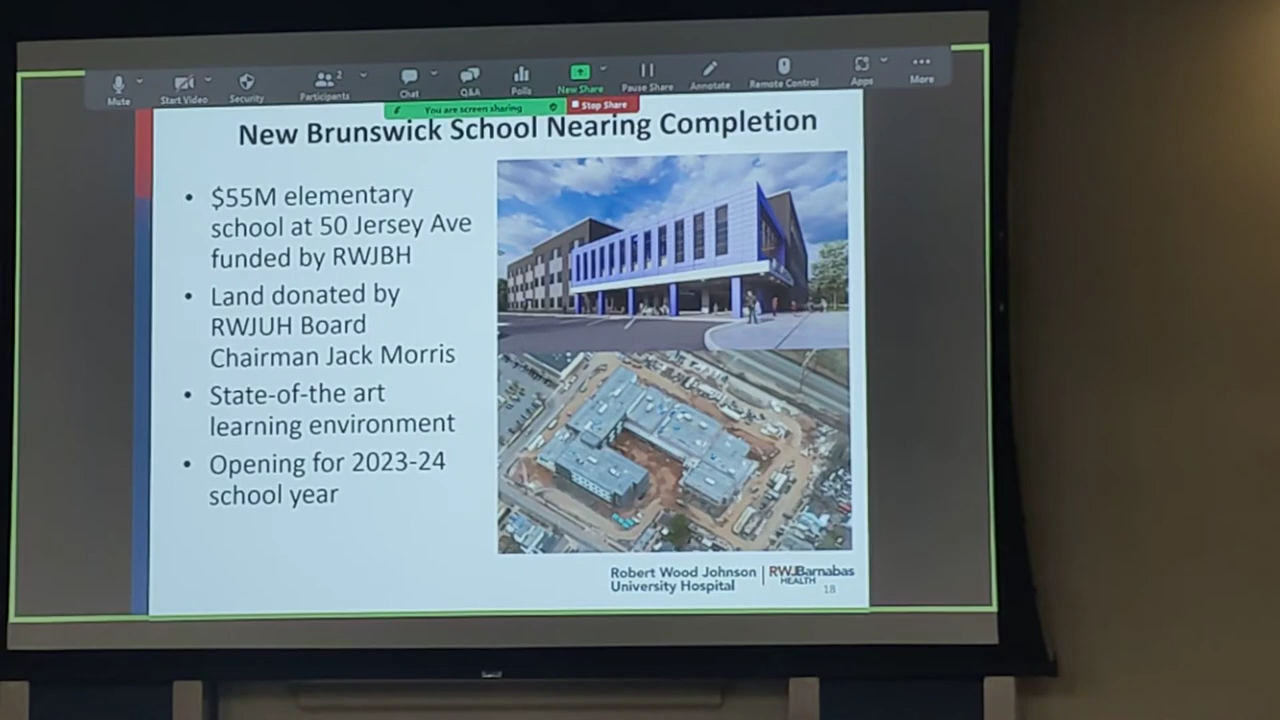 2
Mute
Start Video
Security
Participants
Chat
Q&A
Polls
New Share
Pause Share
Annotate
Remote Control
Apps
More
You are screen sharing
Stop Share
New Brunswick School Nearing Completion
• $55M elementary
school at 50 Jersey Ave
funded by RWJBH
• Land donated by
RWJUH Board
Chairman Jack Morris
• State-of-the art
learning environment
• Opening for 2023-24
school year
Robert Wood Johnson
University Hospital
RWJBarnabas
HEALTH
18